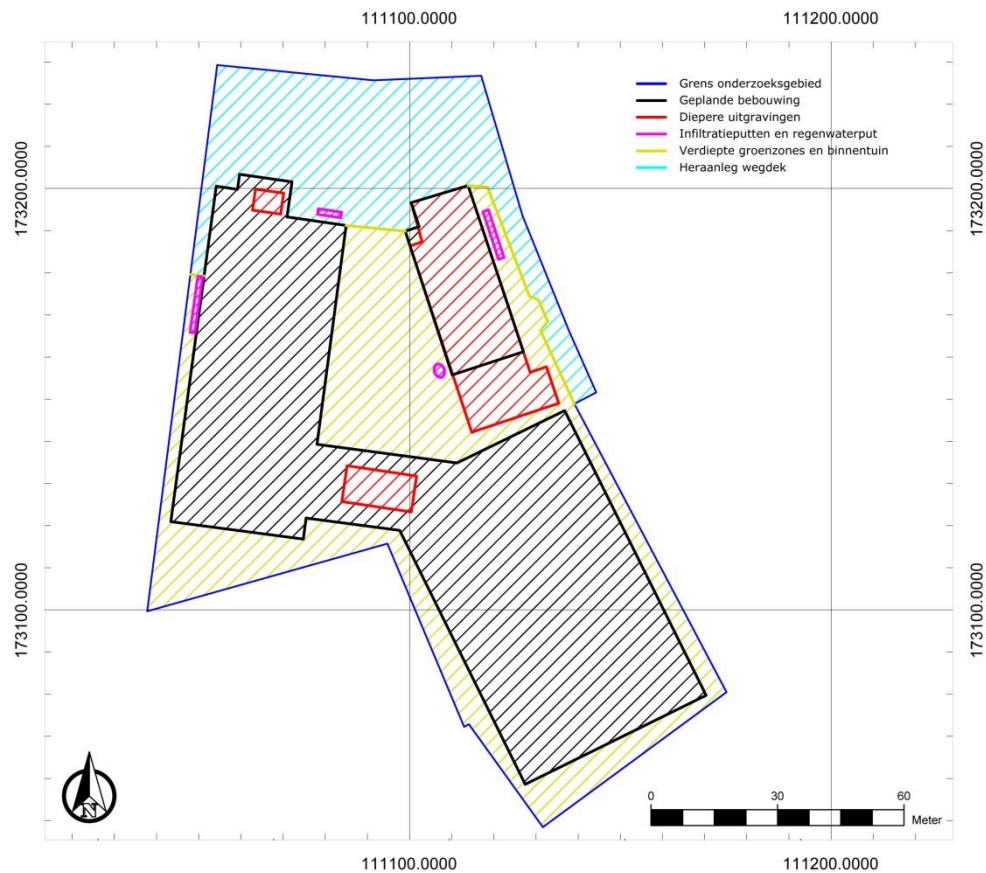 111100.0000 111200.0000
Grens onderzoeksgebied
Geplande bebouwing
Diepere uitgravingen
Infiltratieputten en regenwaterput
Verdiepte groenzones en binnentuin
Heraanleg wegdek
173200.0000 173200.0000
173100.0000 173100.0000
N
0 30 60
Meter
111100.0000 111200.0000